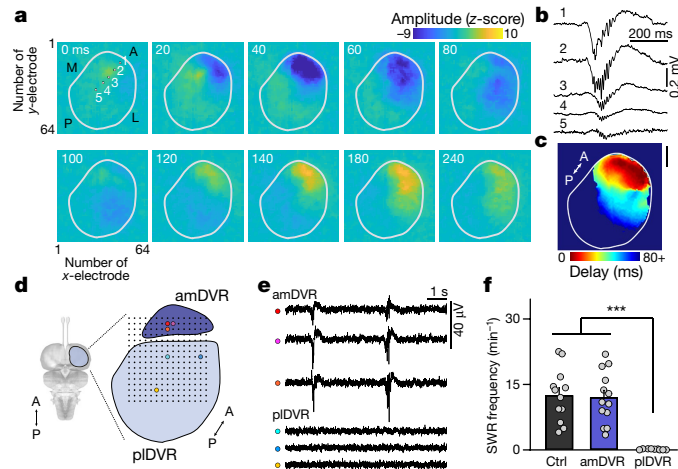 a
Amplitude (z-score)
−9
10
1
Number of
y-electrode
64
0 ms
A
M
1
2
3
4
5
P
L
20
40
60
80
100
120
140
180
240
1
64
Number of
x-electrode
b
1
2
3
4
5
200 ms
0.2 mV
c
A
P
0
80+
Delay (ms)
d
amDVR
plDVR
A
P
A
P
e
1 s
amDVR
40 μV
plDVR
f
***
SWR frequency (min−1)
30
15
0
Ctrl
amDVR
plDVR